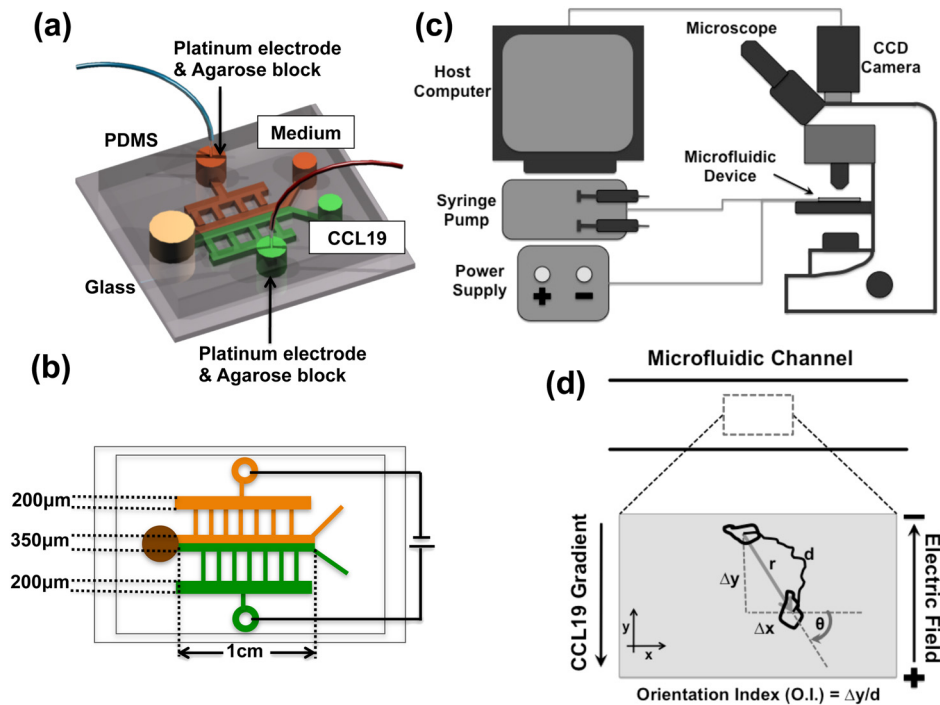 (a)
Platinum electrode
& Agarose block
PDMS
Medium
CCL19
Glass
Platinum electrode
& Agarose block
(b)
200µm
350µm
200µm
1cm
(c)
Microscope
CCD
Camera
Host
Computer
Microfluidic
Device
Syringe
Pump
Power
Supply
+
−
(d)
Microfluidic Channel
CCL19 Gradient
d
r
Δy
Δx
θ
y
x
−
Electric Field
+
Orientation Index (O.I.) = Δy/d